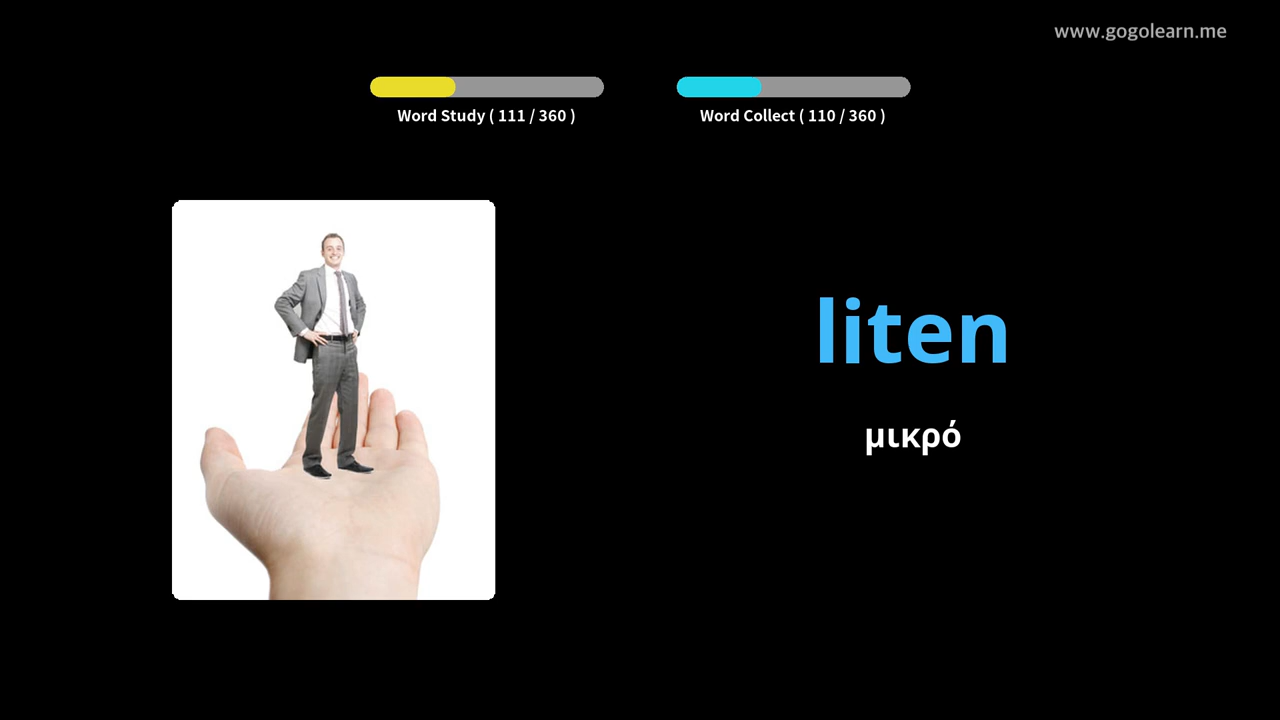 www.gogolearn.me
Word Study ( 111 / 360 )
Word Collect ( 110 / 360 )
liten
μικρό